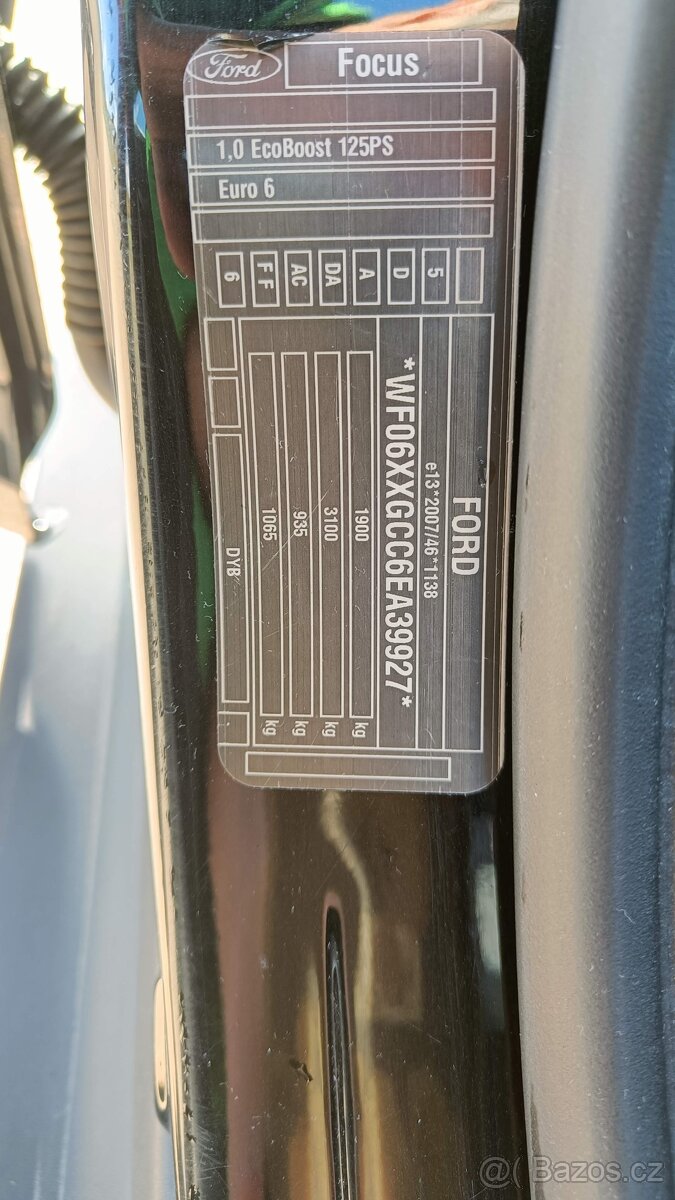 Ford
Focus
1,0 EcoBoost 125PS
Euro 6
5
D
A
DA
AC
F F
6
FORD
e13*2007/46*1138
*WF06XXGCC6EA39927*
1900 kg
3100 kg
935 kg
1065 kg
DYB
@ Bazos.cz